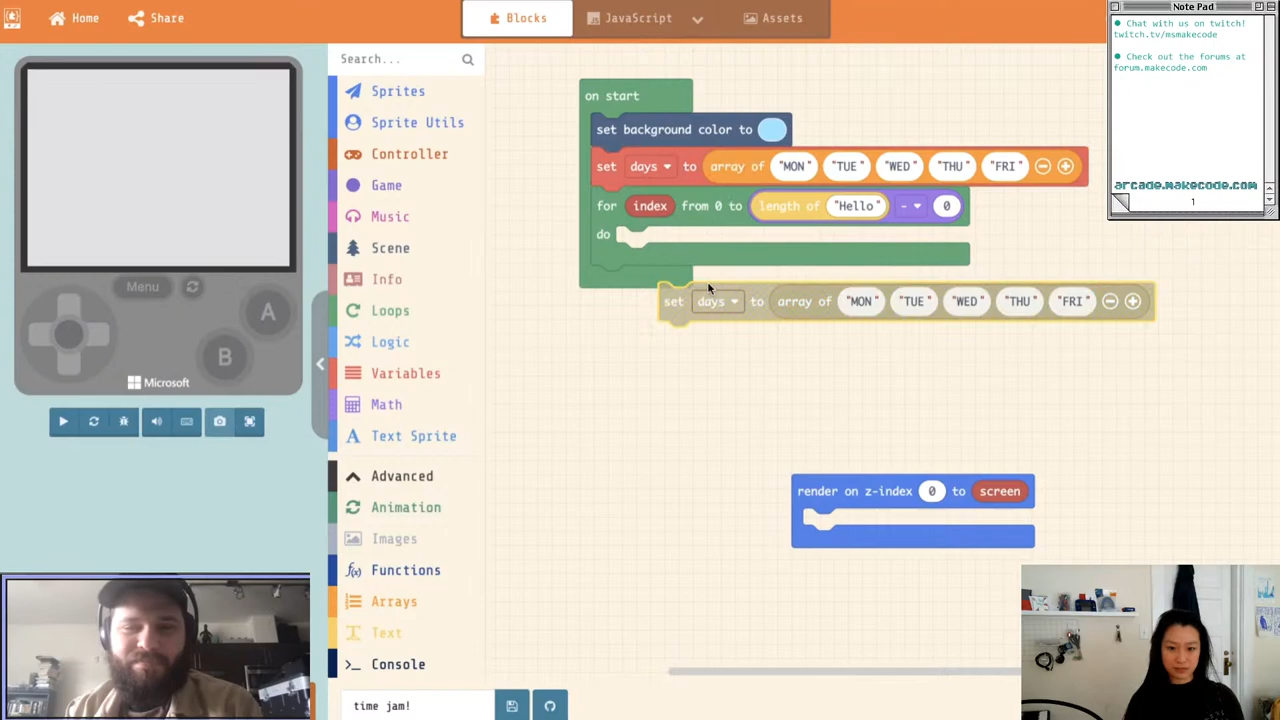 Home
Share
Blocks
JavaScript
Assets
Note Pad
● Chat with us on twitch!
twitch.tv/msmakecode
● Check out the forums at
forum.makecode.com
arcade.makecode.com
1
Menu
A
B
Microsoft
Search...
Sprites
Sprite Utils
Controller
Game
Music
Scene
Info
Loops
Logic
Variables
Math
Text Sprite
Advanced
Animation
Images
Functions
Arrays
Text
Console
on start
set background color to
set days to array of "MON" "TUE" "WED" "THU" "FRI"
for index from 0 to length of "Hello" - 0
do
set days to array of "MON" "TUE" "WED" "THU" "FRI"
render on z-index 0 to screen
time jam!